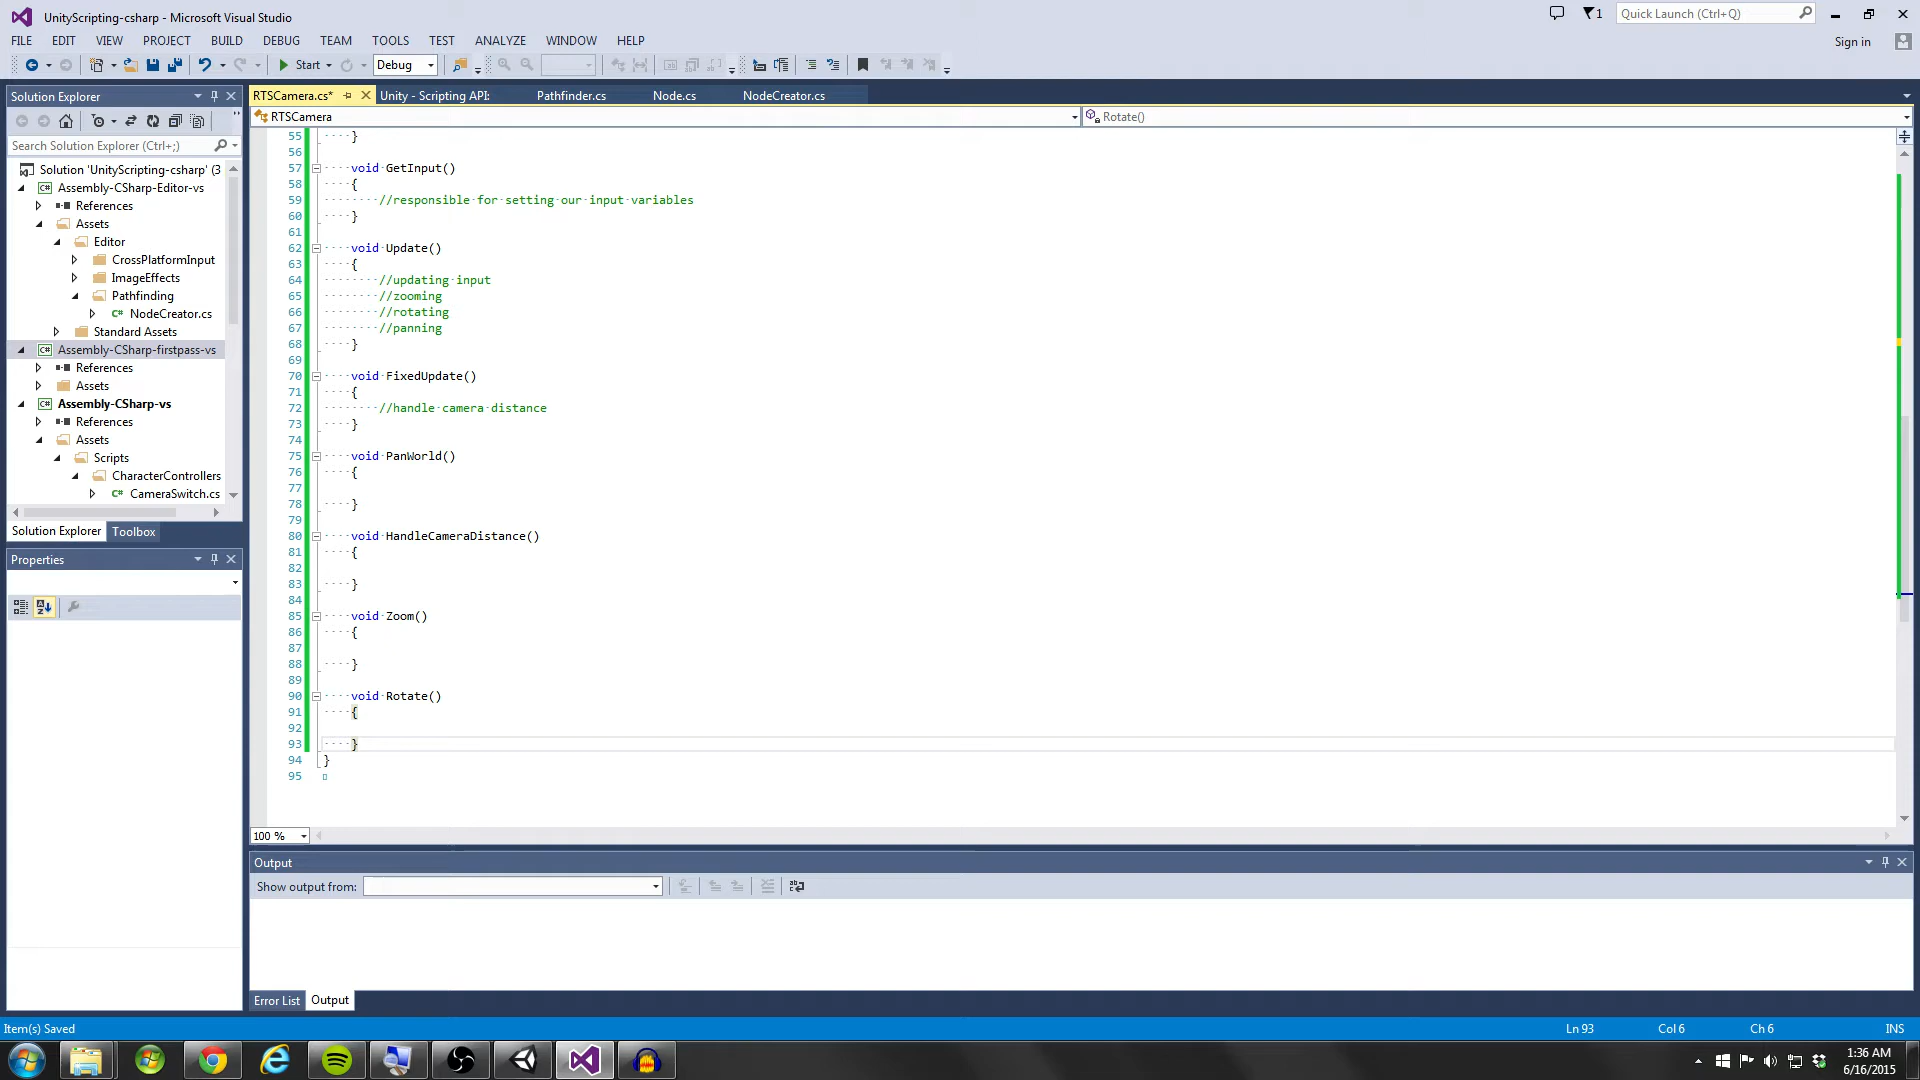 UnityScripting-csharp - Microsoft Visual Studio
1
Quick Launch (Ctrl+Q)
FILE EDIT VIEW PROJECT BUILD DEBUG TEAM TOOLS TEST ANALYZE WINDOW HELP
Sign in
Start Debug
Solution Explorer
RTSCamera.cs* Unity - Scripting API: Pathfinder.cs Node.cs NodeCreator.cs
RTSCamera
Rotate()
Search Solution Explorer (Ctrl+;)
Solution 'UnityScripting-csharp' (3
Assembly-CSharp-Editor-vs
References
Assets
Editor
CrossPlatformInput
ImageEffects
Pathfinding
NodeCreator.cs
Standard Assets
Assembly-CSharp-firstpass-vs
References
Assets
Assembly-CSharp-vs
References
Assets
Scripts
CharacterControllers
CameraSwitch.cs
Solution Explorer Toolbox
Properties
55 }
56
57 void GetInput()
58 {
59 //responsible for setting our input variables
60 }
61
62 void Update()
63 {
64 //updating input
65 //zooming
66 //rotating
67 //panning
68 }
69
70 void FixedUpdate()
71 {
72 //handle camera distance
73 }
74
75 void PanWorld()
76 {
77
78 }
79
80 void HandleCameraDistance()
81 {
82
83 }
84
85 void Zoom()
86 {
87
88 }
89
90 void Rotate()
91 {
92
93 }
94 }
95
100 %
Output
Show output from:
Error List Output
Item(s) Saved
Ln 93 Col 6 Ch 6 INS
1:36 AM
6/16/2015